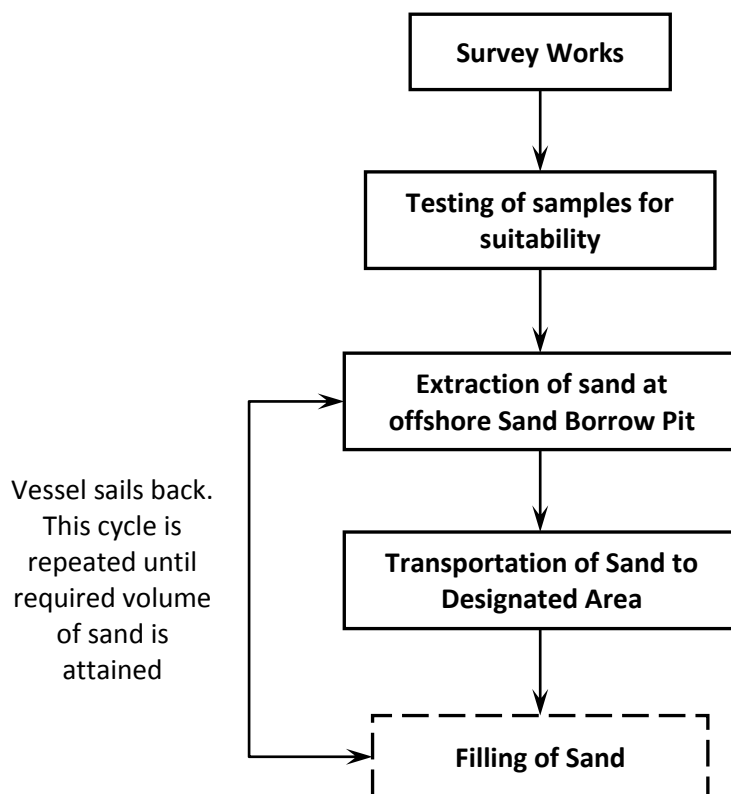 Survey Works
Testing of samples for
suitability
Extraction of sand at
offshore Sand Borrow Pit
Vessel sails back.
This cycle is
repeated until
required volume
of sand is
attained
Transportation of Sand to
Designated Area
Filling of Sand